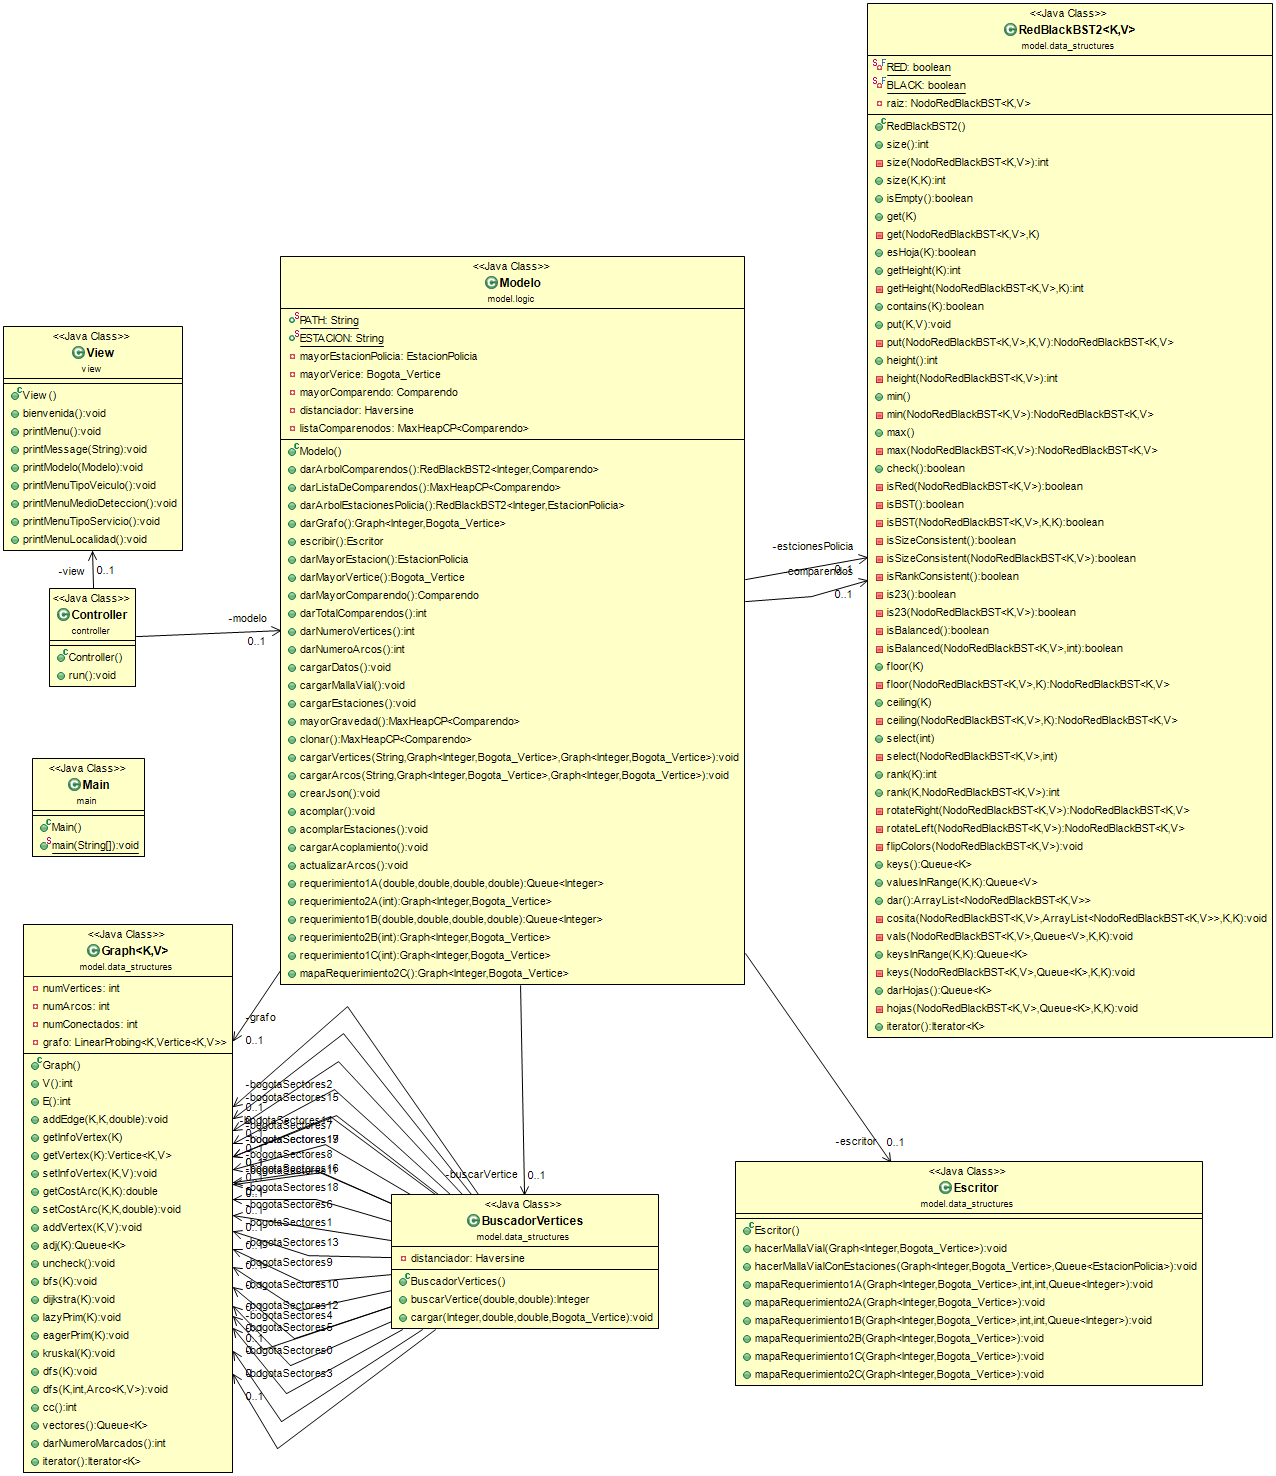 <<Java Class>>
RedBlackBST2<K,V>
model.data_structures
RED: boolean
BLACK: boolean
raiz: NodoRedBlackBST<K,V>
RedBlackBST2()
size():int
size(NodoRedBlackBST<K,V>):int
size(K,K):int
isEmpty():boolean
get(K)
get(NodoRedBlackBST<K,V>,K)
esHoja(K):boolean
getHeight(K):int
getHeight(NodoRedBlackBST<K,V>,K):int
contains(K):boolean
put(K,V):void
put(NodoRedBlackBST<K,V>,K,V):NodoRedBlackBST<K,V>
height():int
height(NodoRedBlackBST<K,V>):int
min()
min(NodoRedBlackBST<K,V>):NodoRedBlackBST<K,V>
max()
max(NodoRedBlackBST<K,V>):NodoRedBlackBST<K,V>
check():boolean
isRed(NodoRedBlackBST<K,V>):boolean
isBST():boolean
isBST(NodoRedBlackBST<K,V>,K,K):boolean
isSizeConsistent():boolean
isSizeConsistent(NodoRedBlackBST<K,V>):boolean
isRankConsistent():boolean
is23():boolean
is23(NodoRedBlackBST<K,V>):boolean
isBalanced():boolean
isBalanced(NodoRedBlackBST<K,V>,int):boolean
floor(K)
floor(NodoRedBlackBST<K,V>,K):NodoRedBlackBST<K,V>
ceiling(K)
ceiling(NodoRedBlackBST<K,V>,K):NodoRedBlackBST<K,V>
select(int)
select(NodoRedBlackBST<K,V>,int)
rank(K):int
rank(K,NodoRedBlackBST<K,V>):int
rotateRight(NodoRedBlackBST<K,V>):NodoRedBlackBST<K,V>
rotateLeft(NodoRedBlackBST<K,V>):NodoRedBlackBST<K,V>
flipColors(NodoRedBlackBST<K,V>):void
keys():Queue<K>
valuesInRange(K,K):Queue<V>
dar():ArrayList<NodoRedBlackBST<K,V>>
cosita(NodoRedBlackBST<K,V>,ArrayList<NodoRedBlackBST<K,V>>,K,K):void
vals(NodoRedBlackBST<K,V>,Queue<V>,K,K):void
keysInRange(K,K):Queue<K>
keys(NodoRedBlackBST<K,V>,Queue<K>,K,K):void
darHojas():Queue<K>
hojas(NodoRedBlackBST<K,V>,Queue<K>,K,K):void
iterator():Iterator<K>
<<Java Class>>
Modelo
model.logic
PATH: String
ESTACION: String
mayorEstacionPolicia: EstacionPolicia
mayorVerice: Bogota_Vertice
mayorComparendo: Comparendo
distanciador: Haversine
listaComparenodos: MaxHeapCP<Comparendo>
Modelo()
darArbolComparendos():RedBlackBST2<Integer,Comparendo>
darListaDeComparendos():MaxHeapCP<Comparendo>
darArbolEstacionesPolicia():RedBlackBST2<Integer,EstacionPolicia>
darGrafo():Graph<Integer,Bogota_Vertice>
escribir():Escritor
darMayorEstacion():EstacionPolicia
darMayorVertice():Bogota_Vertice
darMayorComparendo():Comparendo
darTotalComparendos():int
darNumeroVertices():int
darNumeroArcos():int
cargarDatos():void
cargarMallaVial():void
cargarEstaciones():void
mayorGravedad():MaxHeapCP<Comparendo>
clonar():MaxHeapCP<Comparendo>
cargarVertices(String,Graph<Integer,Bogota_Vertice>,Graph<Integer,Bogota_Vertice>):void
cargarArcos(String,Graph<Integer,Bogota_Vertice>,Graph<Integer,Bogota_Vertice>):void
crearJson():void
acomplar():void
acomplarEstaciones():void
cargarAcoplamiento():void
actualizarArcos():void
requerimiento1A(double,double,double,double):Queue<Integer>
requerimiento2A(int):Graph<Integer,Bogota_Vertice>
requerimiento1B(double,double,double,double):Queue<Integer>
requerimiento2B(int):Graph<Integer,Bogota_Vertice>
requerimiento1C(int):Graph<Integer,Bogota_Vertice>
mapaRequerimiento2C():Graph<Integer,Bogota_Vertice>
-estcionesPolicia
0..1
comparendos
0..1
<<Java Class>>
View
view
View()
bienvenida():void
printMenu():void
printMessage(String):void
printModelo(Modelo):void
printMenuTipoVeiculo():void
printMenuMedioDeteccion():void
printMenuTipoServicio():void
printMenuLocalidad():void
-view
0..1
<<Java Class>>
Controller
controller
Controller()
run():void
-modelo
0..1
<<Java Class>>
Main
main
Main()
main(String[]):void
<<Java Class>>
Graph<K,V>
model.data_structures
numVertices: int
numArcos: int
numConectados: int
grafo: LinearProbing<K,Vertice<K,V>>
Graph()
V():int
E():int
addEdge(K,K,double):void
getInfoVertex(K)
getVertex(K):Vertice<K,V>
setInfoVertex(K,V):void
getCostArc(K,K):double
setCostArc(K,K,double):void
addVertex(K,V):void
adj(K):Queue<K>
uncheck():void
bfs(K):void
dijkstra(K):void
lazyPrim(K):void
eagerPrim(K):void
kruskal(K):void
dfs(K):void
dfs(K,int,Arco<K,V>):void
cc():int
vectores():Queue<K>
darNumeroMarcados():int
iterator():Iterator<K>
-grafo
0..1
-bogotaSectores2
-bogotaSectores15
0..1
-bogotaSectores14
-bogotaSectores7
-bogotaSectores19
-bogotaSectores8
-bogotaSectores16
-bogotaSectores18
-bogotaSectores6
-bogotaSectores1
-bogotaSectores13
-bogotaSectores9
-bogotaSectores10
-bogotaSectores12
-bogotaSectores4
-bogotaSectores5
-bogotaSectores0
-bogotaSectores3
0..1
-buscarVertice
0..1
<<Java Class>>
BuscadorVertices
model.data_structures
distanciador: Haversine
BuscadorVertices()
buscarVertice(double,double):Integer
cargar(Integer,double,double,Bogota_Vertice):void
-escritor
0..1
<<Java Class>>
Escritor
model.data_structures
Escritor()
hacerMallaVial(Graph<Integer,Bogota_Vertice>):void
hacerMallaVialConEstaciones(Graph<Integer,Bogota_Vertice>,Queue<EstacionPolicia>):void
mapaRequerimiento1A(Graph<Integer,Bogota_Vertice>,int,int,Queue<Integer>):void
mapaRequerimiento2A(Graph<Integer,Bogota_Vertice>):void
mapaRequerimiento1B(Graph<Integer,Bogota_Vertice>,int,int,Queue<Integer>):void
mapaRequerimiento2B(Graph<Integer,Bogota_Vertice>):void
mapaRequerimiento1C(Graph<Integer,Bogota_Vertice>):void
mapaRequerimiento2C(Graph<Integer,Bogota_Vertice>):void